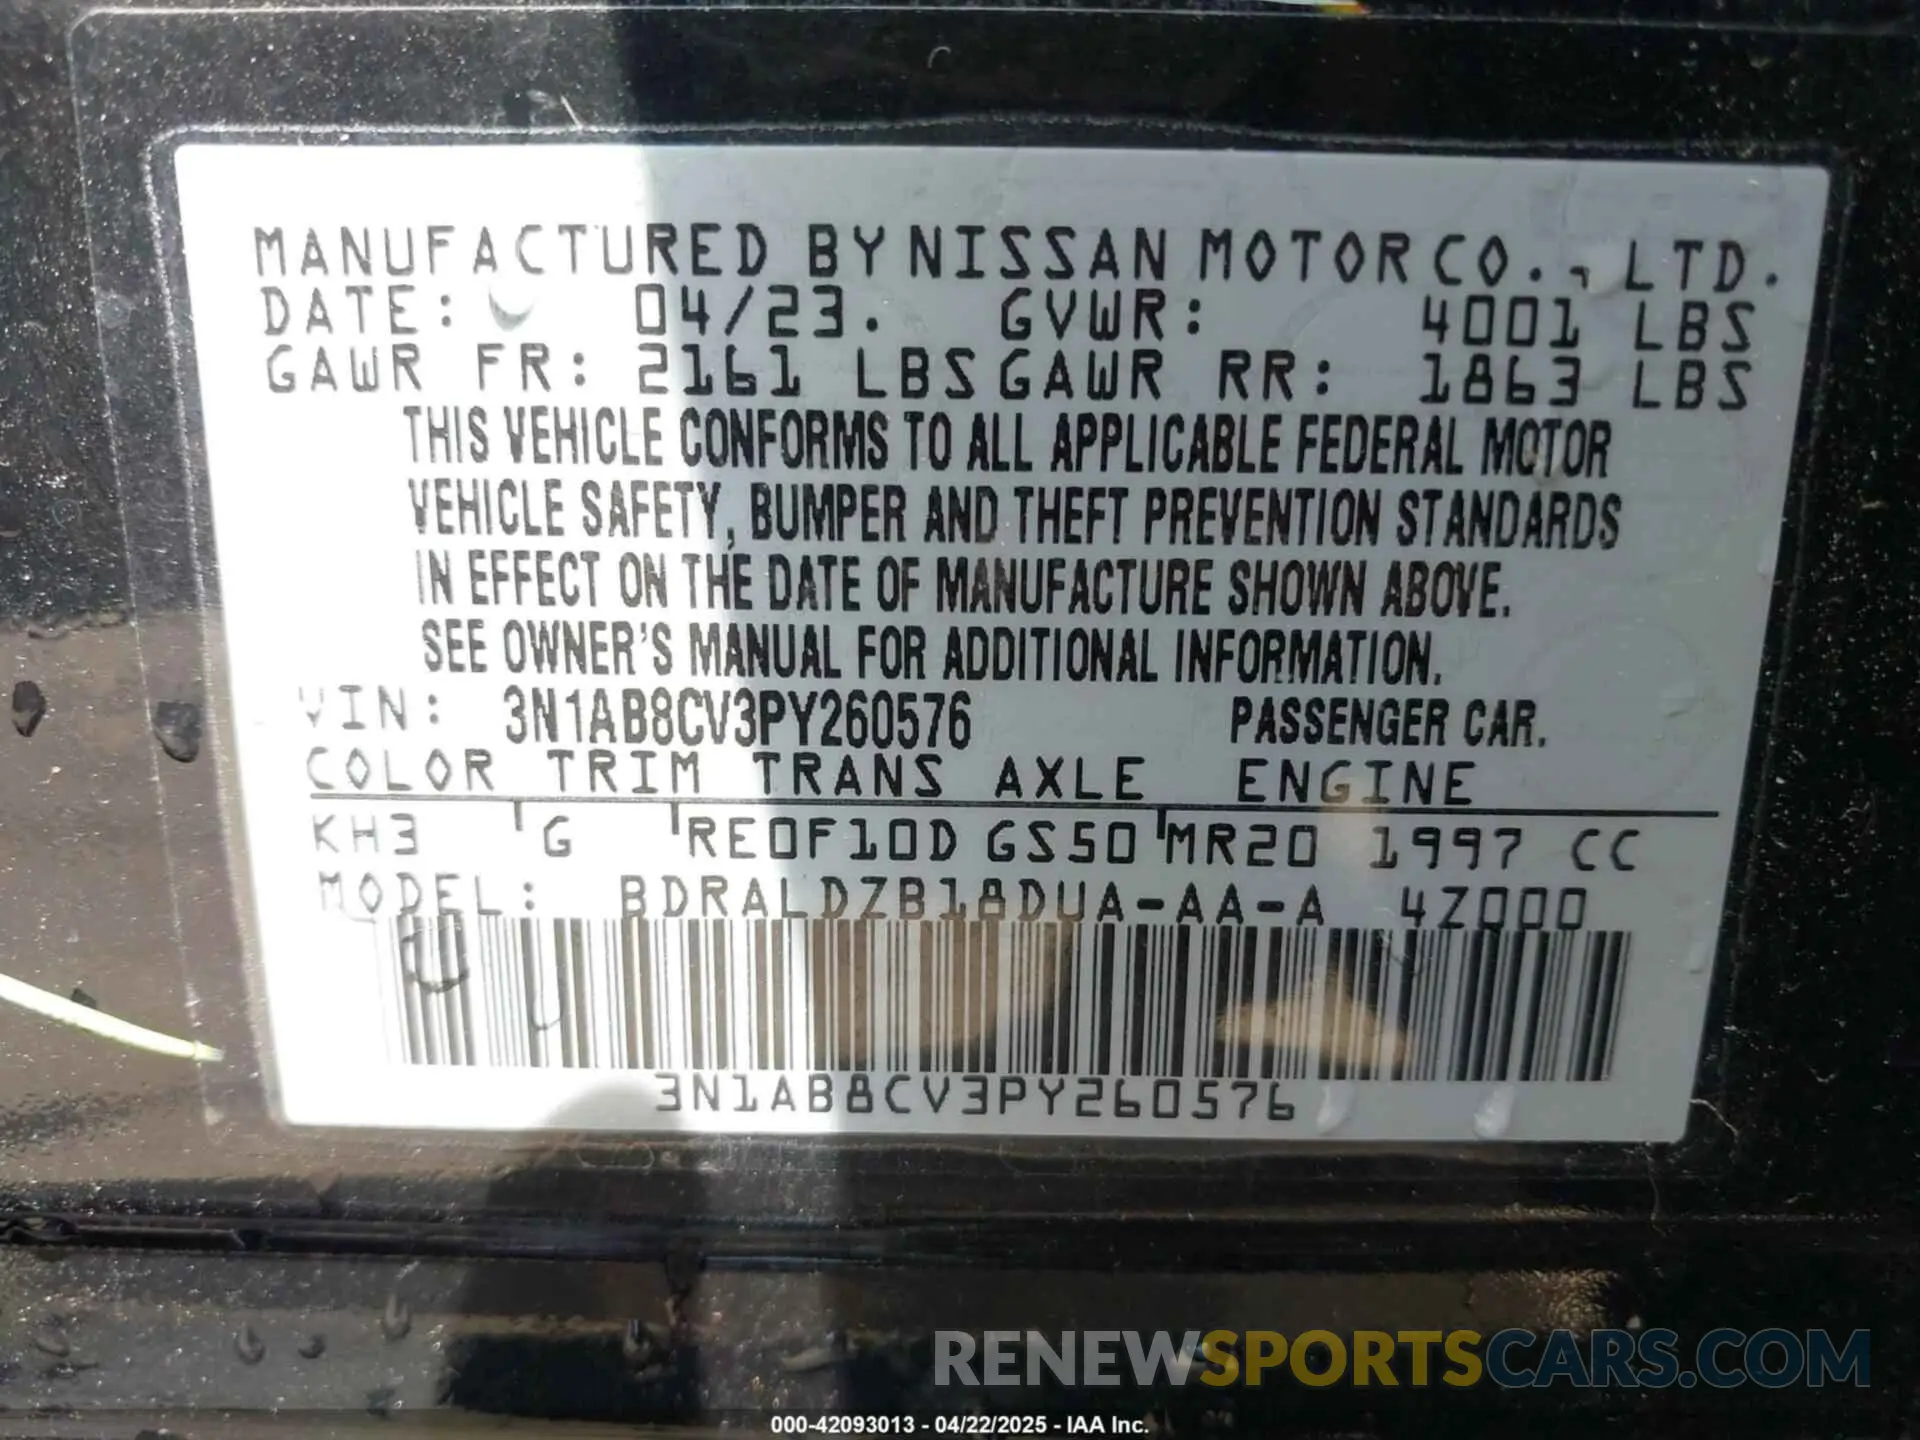 MANUFACTURED BY NISSAN MOTOR CO., LTD.
DATE: 04/23. GVWR: 4001 LBS
GAWR FR: 2161 LBS GAWR RR: 1863 LBS
THIS VEHICLE CONFORMS TO ALL APPLICABLE FEDERAL MOTOR
VEHICLE SAFETY, BUMPER AND THEFT PREVENTION STANDARDS
IN EFFECT ON THE DATE OF MANUFACTURE SHOWN ABOVE.
SEE OWNER'S MANUAL FOR ADDITIONAL INFORMATION.
VIN: 3N1AB8CV3PY260576 PASSENGER CAR.
COLOR TRIM TRANS AXLE ENGINE
KH3 G RE0F10D GS50 MR20 1997 CC
MODEL: BDRALDZB18DUA-AA-A 4Z000
3N1AB8CV3PY260576
RENEWSPORTSCARS.COM
000-42093013 - 04/22/2025 - IAA Inc.